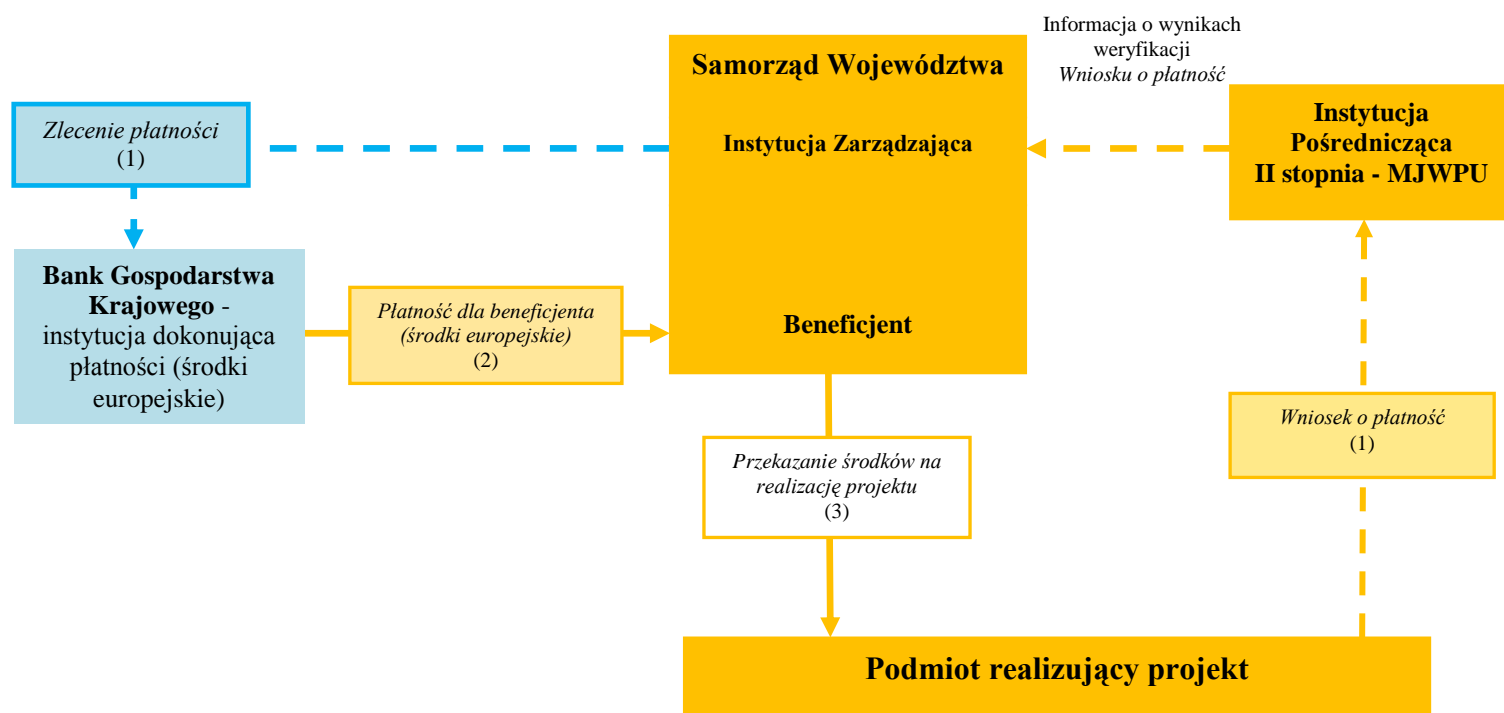 Informacja o wynikach
weryfikacji
Wniosku o płatność
Samorząd Województwa
Instytucja Zarządzająca
Beneficjent
Instytucja
Pośrednicząca
II stopnia - MJWPU
Zlecenie płatności
(1)
Bank Gospodarstwa
Krajowego -
instytucja dokonująca
płatności (środki
europejskie)
Płatność dla beneficjenta
(środki europejskie)
(2)
Przekazanie środków na
realizację projektu
(3)
Wniosek o płatność
(1)
Podmiot realizujący projekt